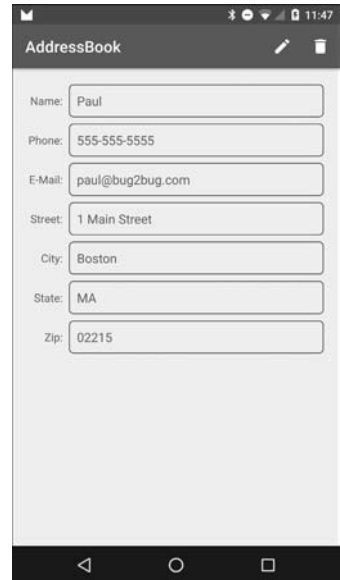 11:47
AddressBook
Name: Paul
Phone: 555-555-5555
E-Mail: paul@bug2bug.com
Street: 1 Main Street
City: Boston
State: MA
Zip: 02215